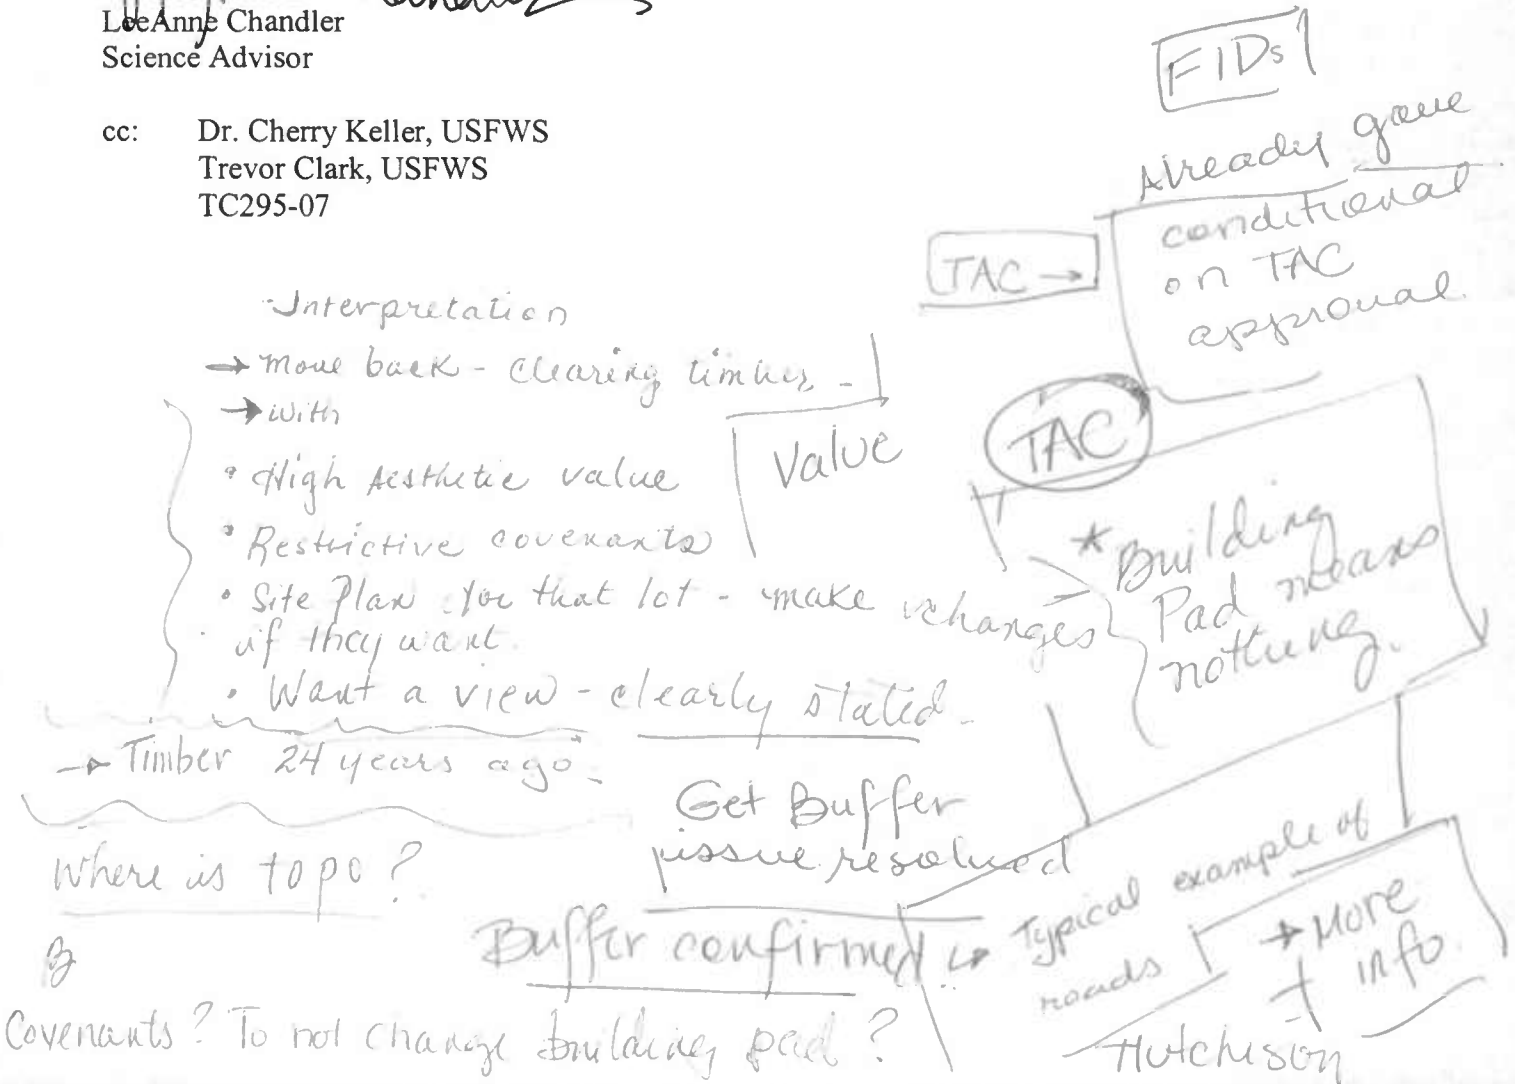 LeeAnne Chandler
Science Advisor
cc: Dr. Cherry Keller, USFWS
Trevor Clark, USFWS
TC295-07
FIDs
Already gave
conditional
on TAC
approval.
TAC →
-Interpretation
→ Move back - clearing timber -
→ with
• High Aesthetic value
• Restrictive covenants
• Site Plan for that lot - make changes
if they want.
• Want a view - clearly stated -
Value
TAC
* Building
Pad means
nothing.
→ Timber 24 years ago -
Where is topo?
Get Buffer
issue resolved
Buffer confirmed
→ Typical example of
roads
→ More
info
Hutchison
B
Covenants? To not change building pad?